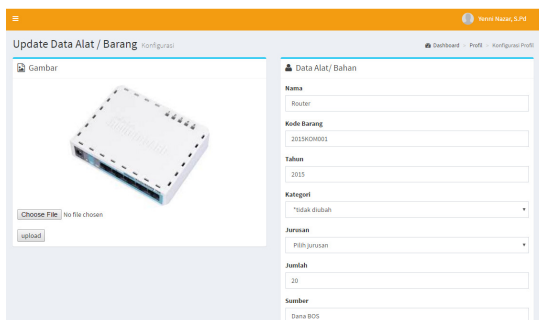 Yenni Nazar, S.Pd
Update Data Alat / Barang Konfigurasi
Dashboard > Profil > Konfigurasi Profil
Gambar
Choose File No file chosen
upload
Data Alat/ Bahan
Nama
Router
Kode Barang
2015KOM001
Tahun
2015
Kategori
*tidak diubah
Jurusan
Pilih jurusan
Jumlah
20
Sumber
Dana BOS